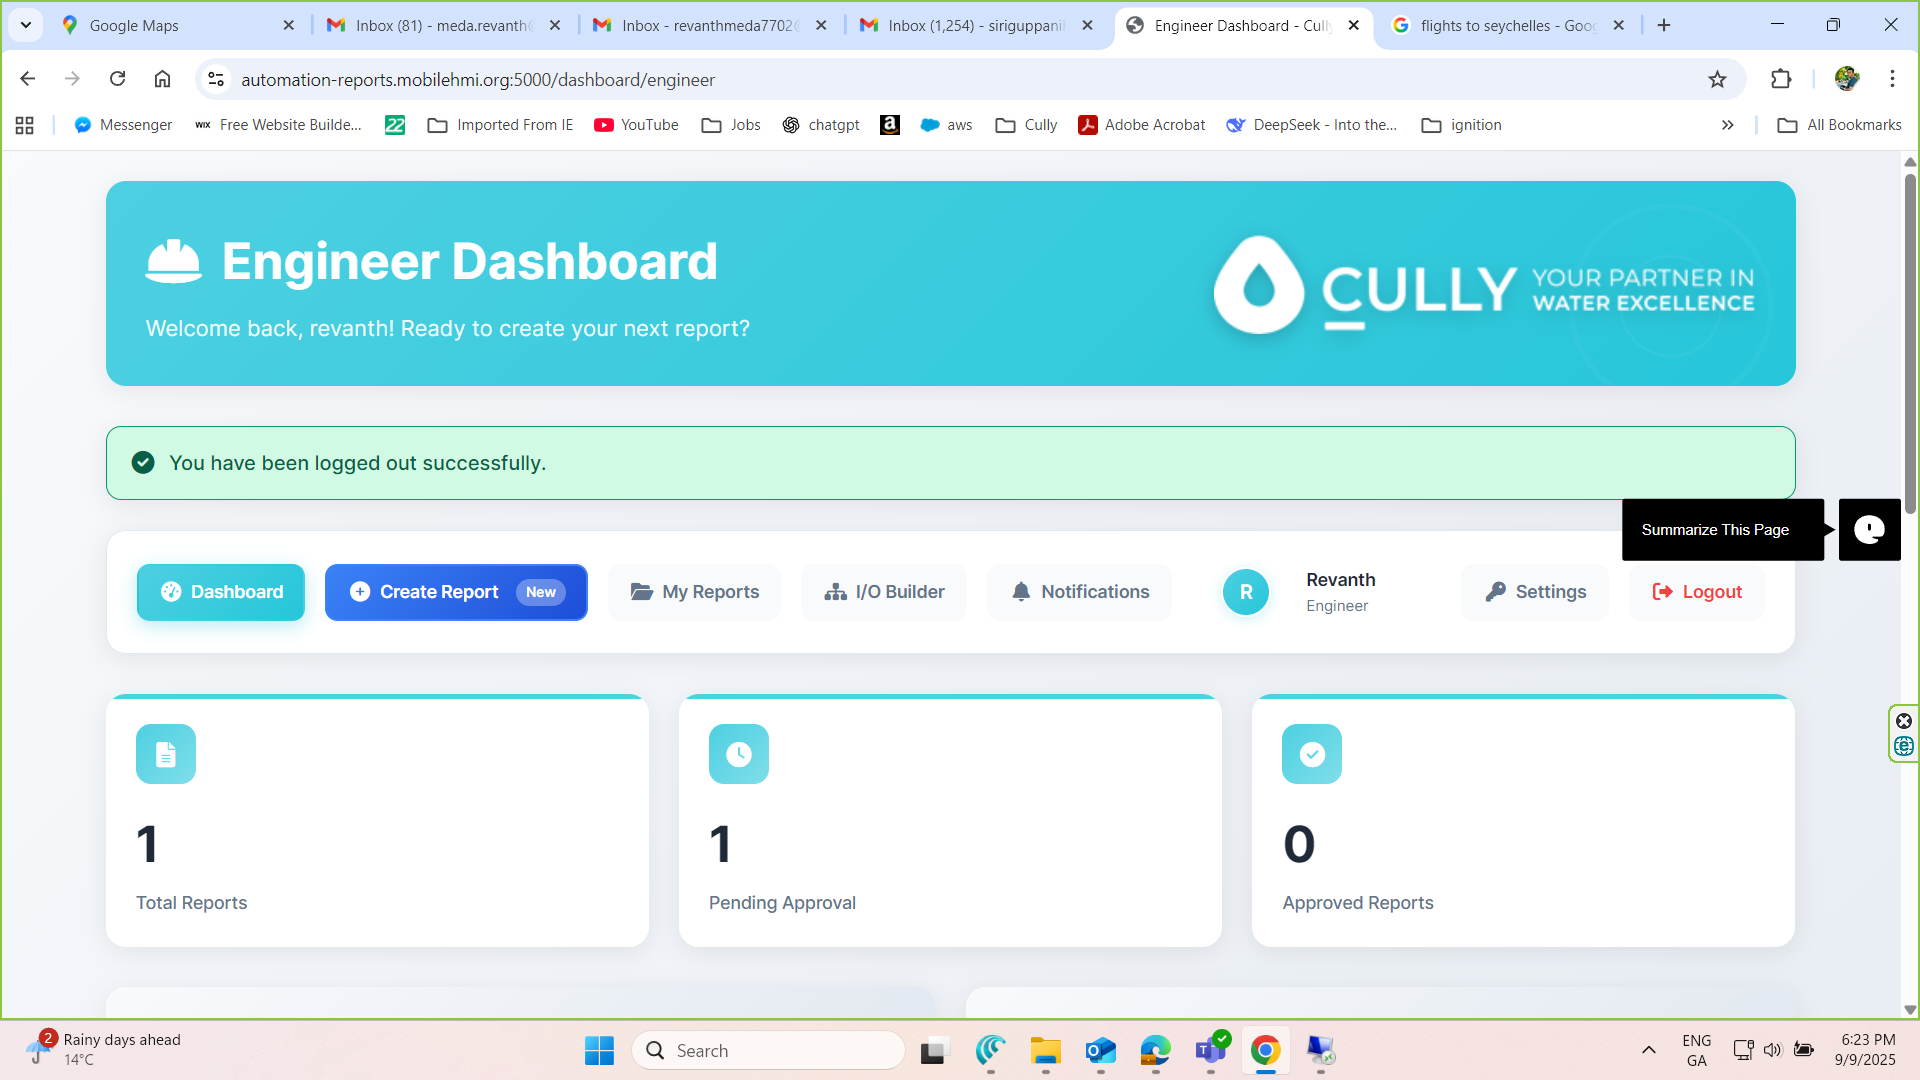 Google Maps
Inbox (81) - meda.revanth
Inbox - revanthmeda7702
Inbox (1,254) - siriguppani
Engineer Dashboard - Cully
flights to seychelles - Goog
automation-reports.mobilehmi.org:5000/dashboard/engineer
Messenger
WIX
Free Website Builde...
22
Imported From IE
YouTube
Jobs
chatgpt
a
aws
Cully
Adobe Acrobat
DeepSeek - Into the...
ignition
All Bookmarks
Engineer Dashboard
Welcome back, revanth! Ready to create your next report?
CULLY
YOUR PARTNER IN
WATER EXCELLENCE
You have been logged out successfully.
Summarize This Page
Dashboard
Create Report
New
My Reports
I/O Builder
Notifications
R
Revanth
Engineer
Settings
Logout
1
Total Reports
1
Pending Approval
0
Approved Reports
2
Rainy days ahead
14°C
Search
ENG
GA
6:23 PM
9/9/2025